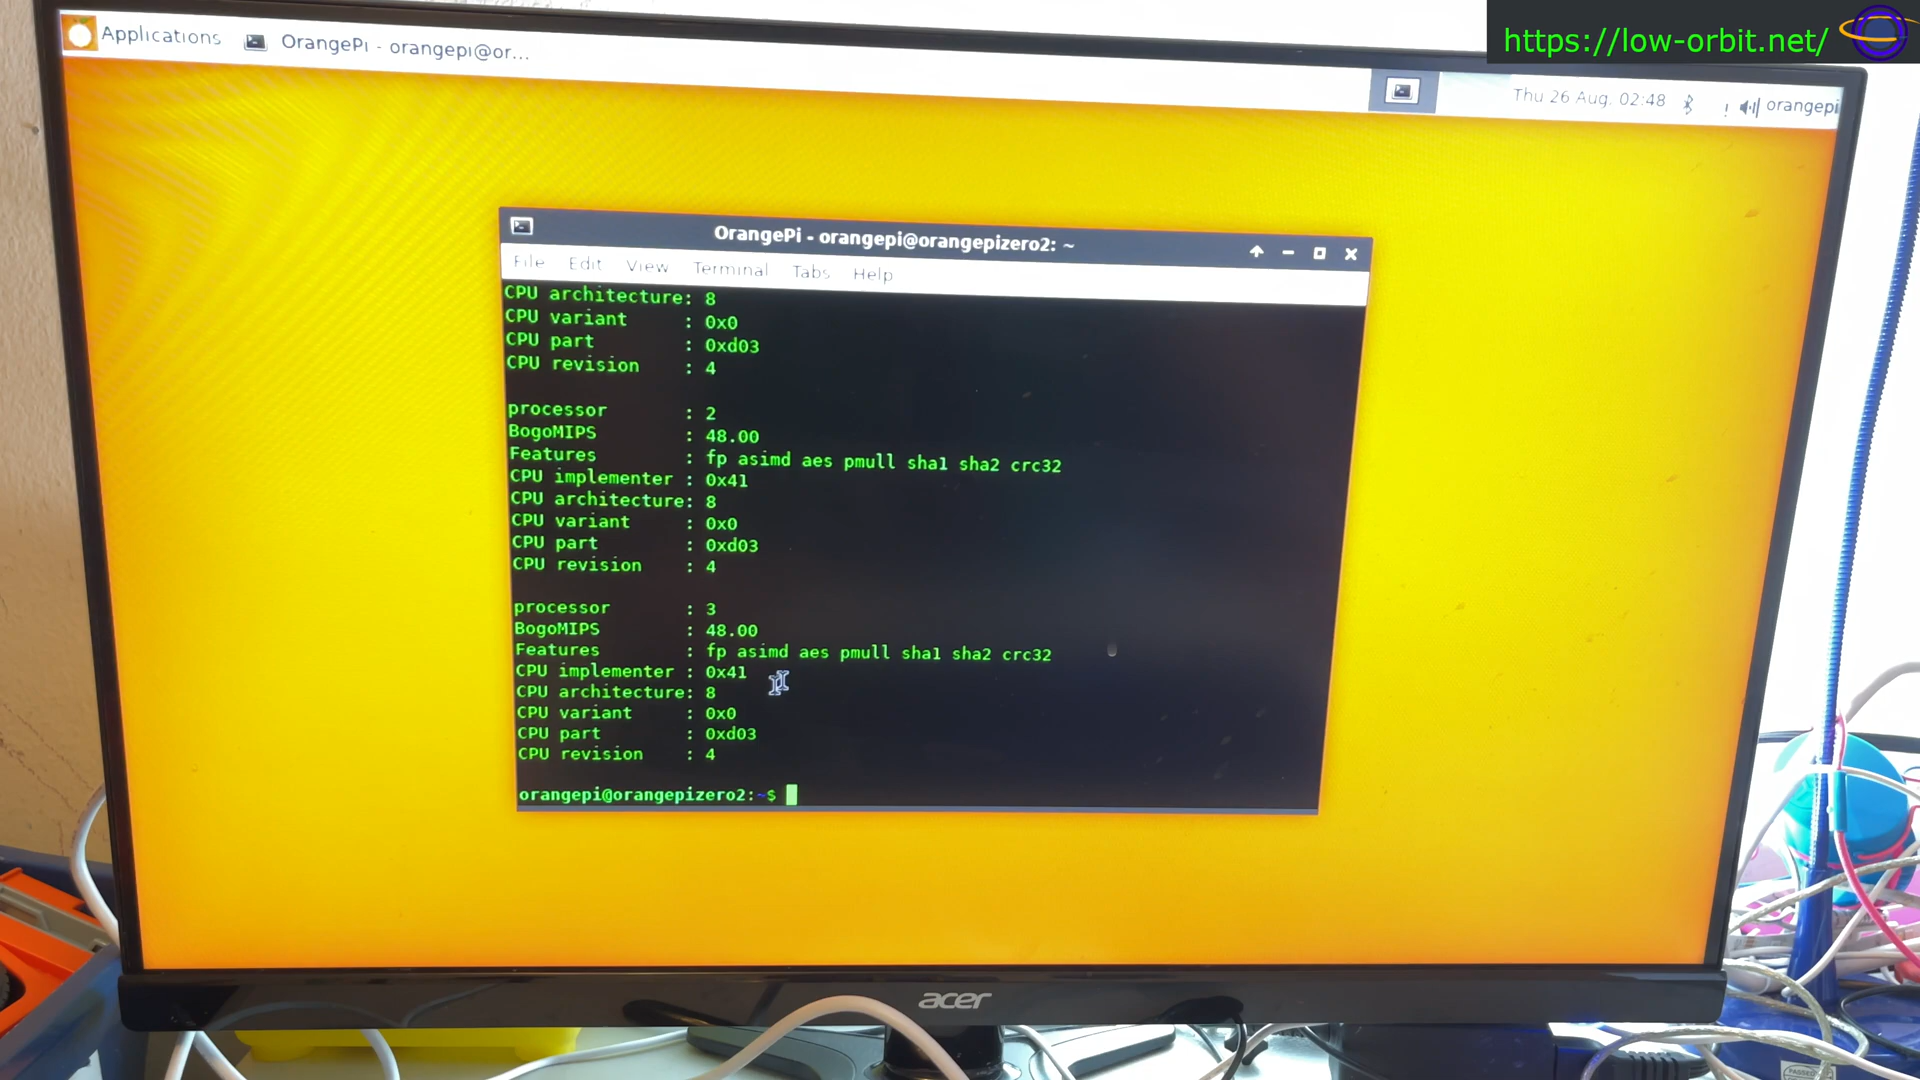 https://low-orbit.net/
Applications
OrangePi - orangepi@or...
Thu 26 Aug, 02:48
orangepi
OrangePi - orangepi@orangepizero2: ~
File Edit View Terminal Tabs Help
CPU architecture: 8
CPU variant : 0x0
CPU part : 0xd03
CPU revision : 4
processor : 2
BogoMIPS : 48.00
Features : fp asimd aes pmull sha1 sha2 crc32
CPU implementer : 0x41
CPU architecture: 8
CPU variant : 0x0
CPU part : 0xd03
CPU revision : 4
processor : 3
BogoMIPS : 48.00
Features : fp asimd aes pmull sha1 sha2 crc32
CPU implementer : 0x41
CPU architecture: 8
CPU variant : 0x0
CPU part : 0xd03
CPU revision : 4
orangepi@orangepizero2:~$
acer